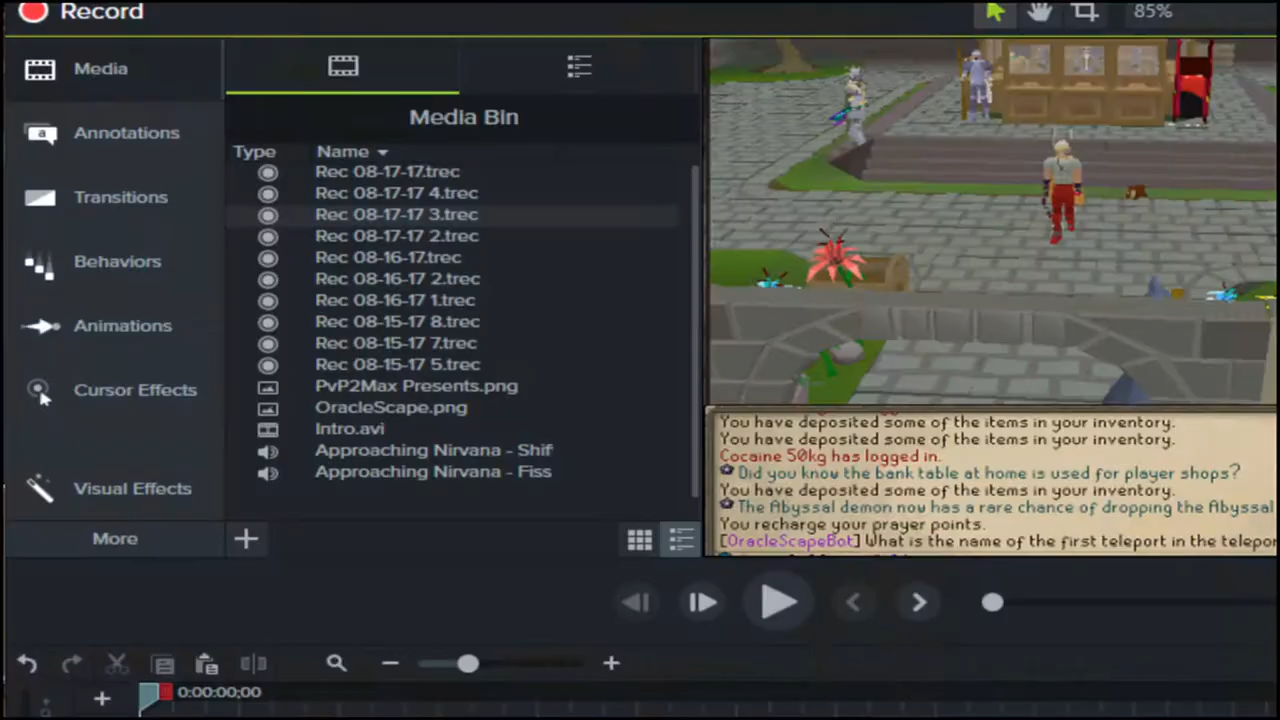 Record
85%
Media
Annotations
Transitions
Behaviors
Animations
Cursor Effects
Visual Effects
More
Media Bin
Type Name
Rec 08-17-17.trec
Rec 08-17-17 4.trec
Rec 08-17-17 3.trec
Rec 08-17-17 2.trec
Rec 08-16-17.trec
Rec 08-16-17 2.trec
Rec 08-16-17 1.trec
Rec 08-15-17 8.trec
Rec 08-15-17 7.trec
Rec 08-15-17 5.trec
PvP2Max Presents.png
OracleScape.png
Intro.avi
Approaching Nirvana - Shif
Approaching Nirvana - Fiss
You have deposited some of the items in your inventory.
You have deposited some of the items in your inventory.
Cocaine 50kg has logged in.
Did you know the bank table at home is used for player shops?
You have deposited some of the items in your inventory.
The Abyssal demon now has a rare chance of dropping the Abyssal
You recharge your prayer points.
[OracleScapeBot] What is the name of the first teleport in the telepor
0:00:00;00